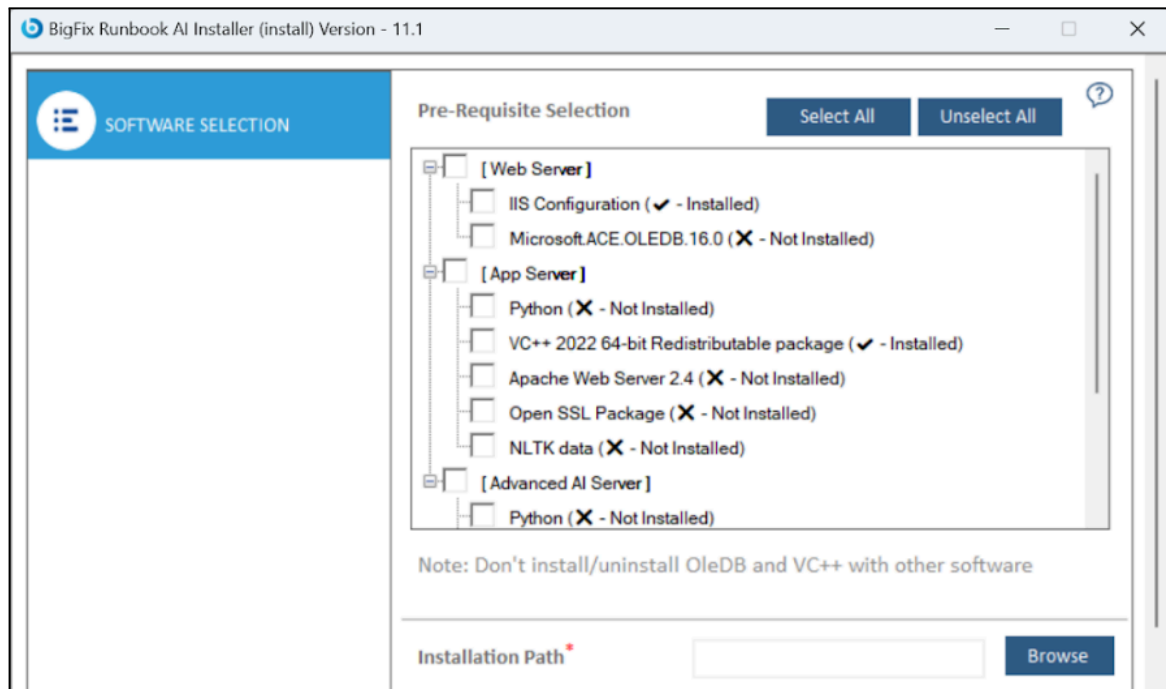 BigFix Runbook AI Installer (install) Version - 11.1
SOFTWARE SELECTION
Pre-Requisite Selection
Select All
Unselect All
[ Web Server ]
IIS Configuration (✔ - Installed)
Microsoft.ACE.OLEDB.16.0 (✕ - Not Installed)
[ App Server ]
Python (✕ - Not Installed)
VC++ 2022 64-bit Redistributable package (✔ - Installed)
Apache Web Server 2.4 (✕ - Not Installed)
Open SSL Package (✕ - Not Installed)
NLTK data (✕ - Not Installed)
[ Advanced AI Server ]
Python (✕ - Not Installed)
Note: Don't install/uninstall OleDB and VC++ with other software
Installation Path*
Browse